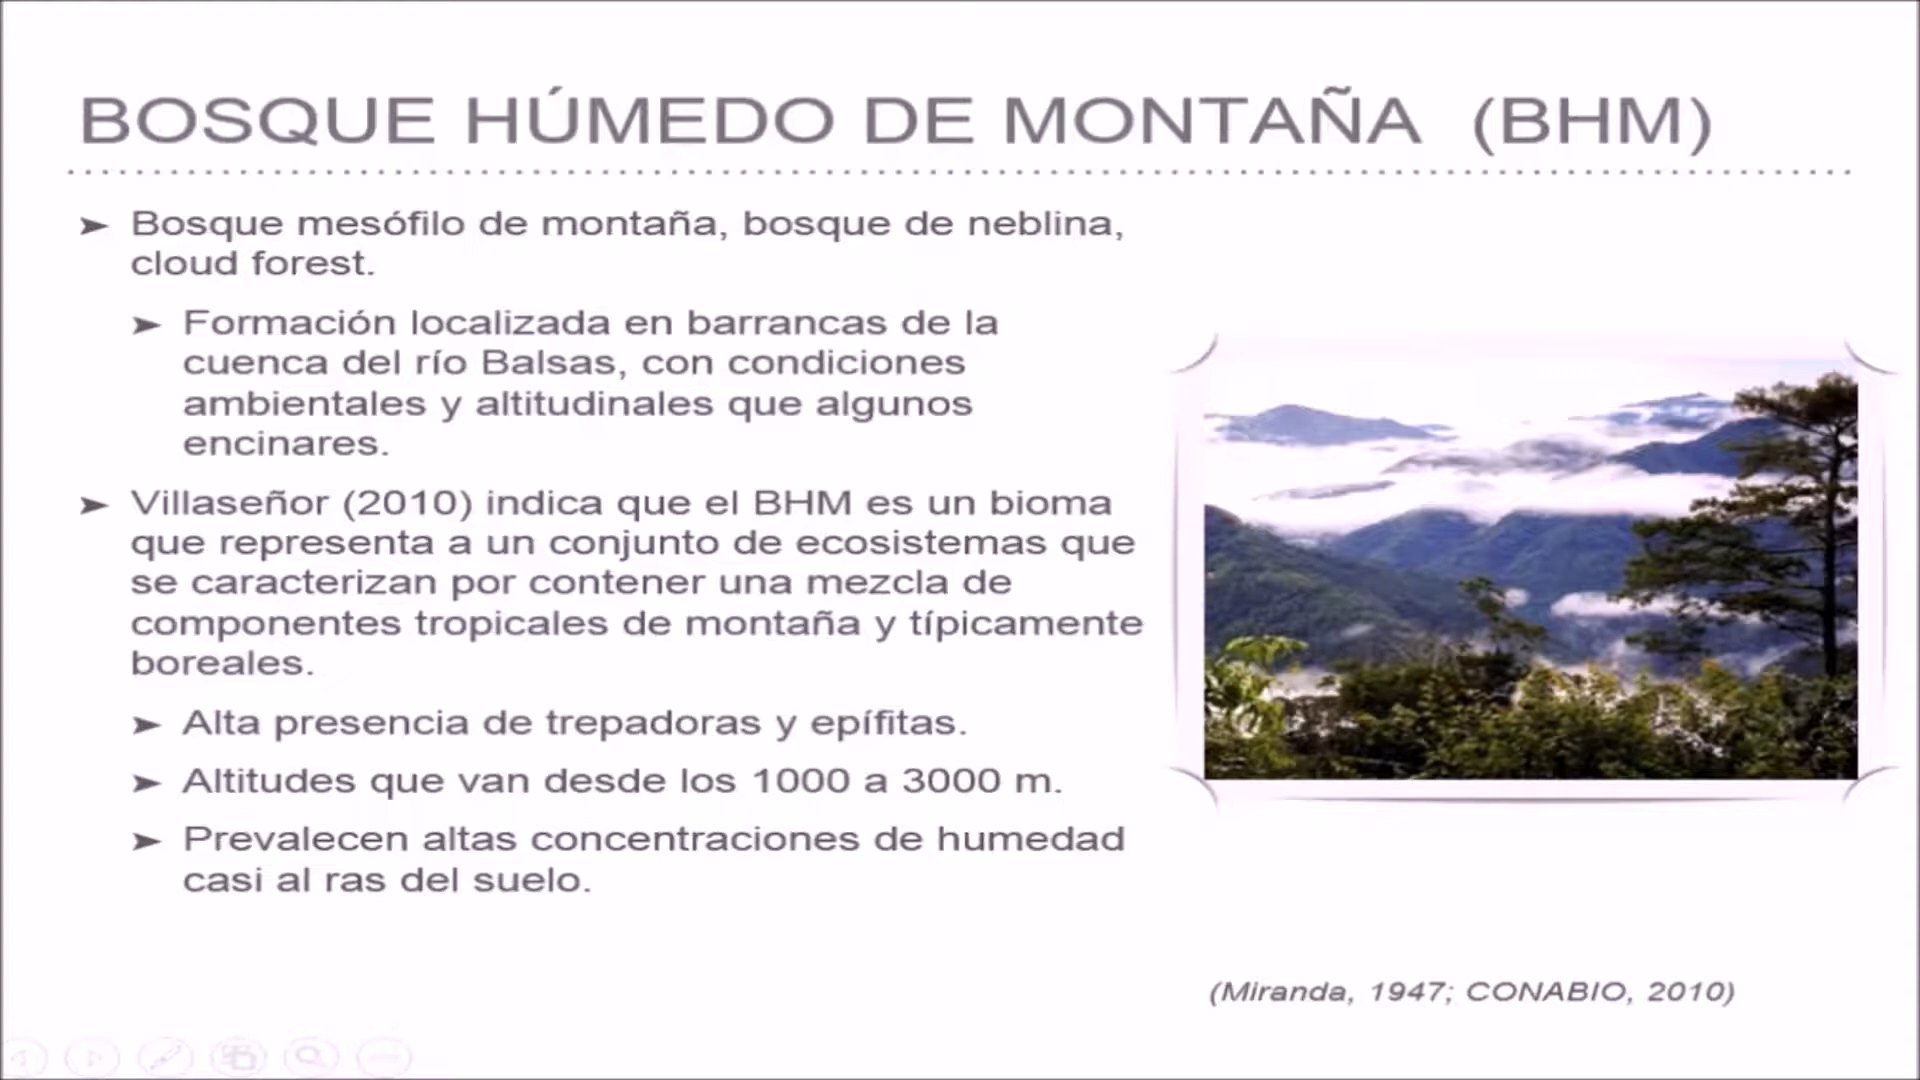 BOSQUE HÚMEDO DE MONTAÑA (BHM)
➤ Bosque mesófilo de montaña, bosque de neblina,
cloud forest.
➤ Formación localizada en barrancas de la
cuenca del río Balsas, con condiciones
ambientales y altitudinales que algunos
encinares.
➤ Villaseñor (2010) indica que el BHM es un bioma
que representa a un conjunto de ecosistemas que
se caracterizan por contener una mezcla de
componentes tropicales de montaña y típicamente
boreales.
➤ Alta presencia de trepadoras y epífitas.
➤ Altitudes que van desde los 1000 a 3000 m.
➤ Prevalecen altas concentraciones de humedad
casi al ras del suelo.
(Miranda, 1947; CONABIO, 2010)